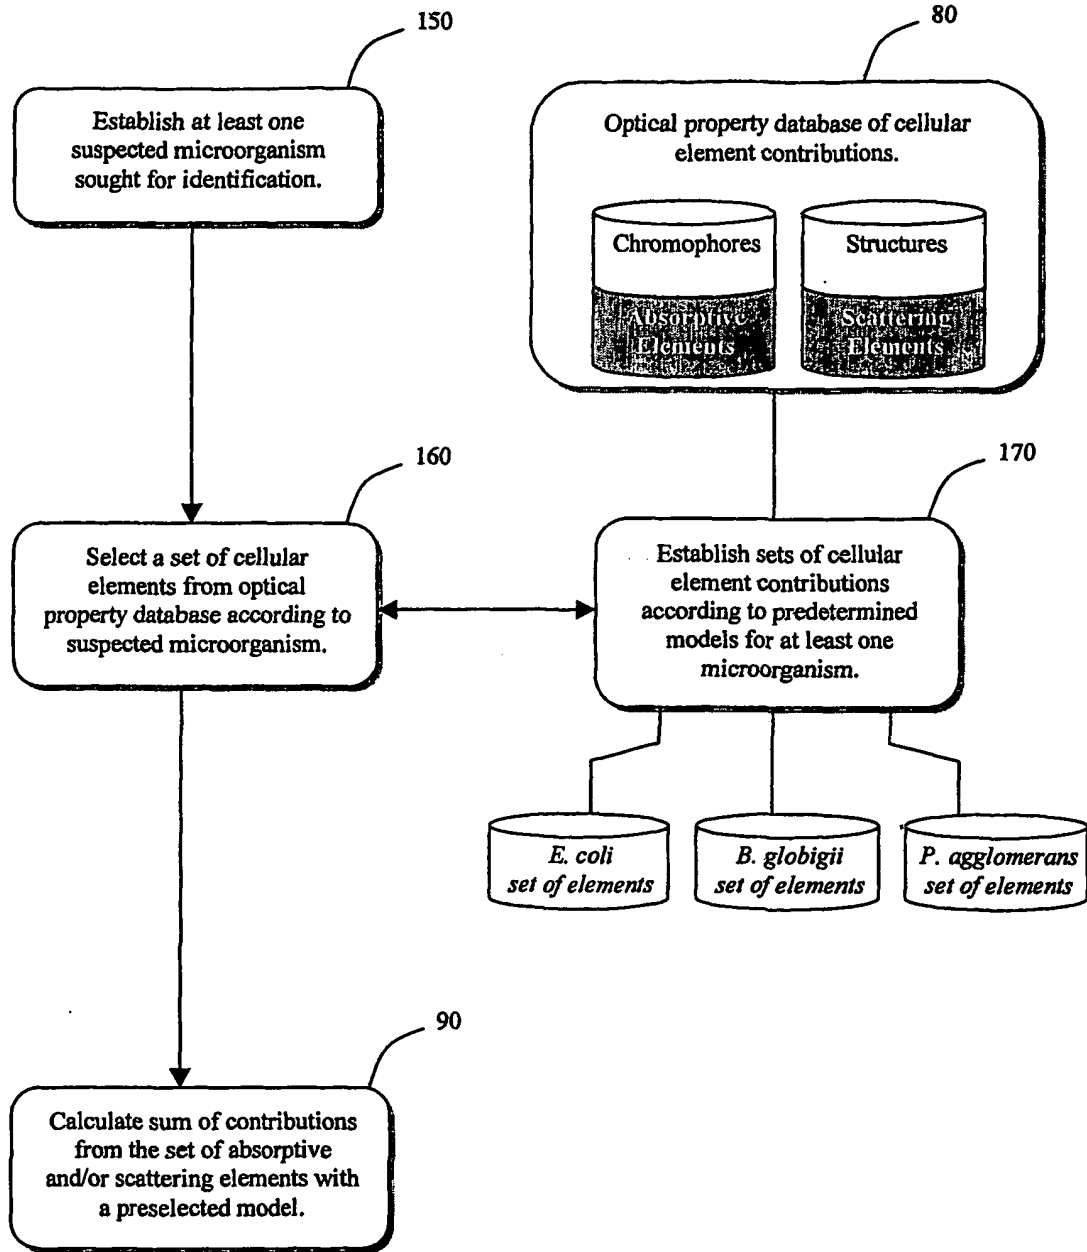 150
80
Establish at least one
suspected microorganism
sought for identification.
Optical property database of cellular
element contributions.
Chromophores
Absorptive
Elements
Structures
Scattering
Elements
160
170
Select a set of cellular
elements from optical
property database according to
suspected microorganism.
Establish sets of cellular
element contributions
according to predetermined
models for at least one
microorganism.
E. coli
set of elements
B. globigii
set of elements
P. agglomerans
set of elements
90
Calculate sum of contributions
from the set of absorptive
and/or scattering elements with
a preselected model.